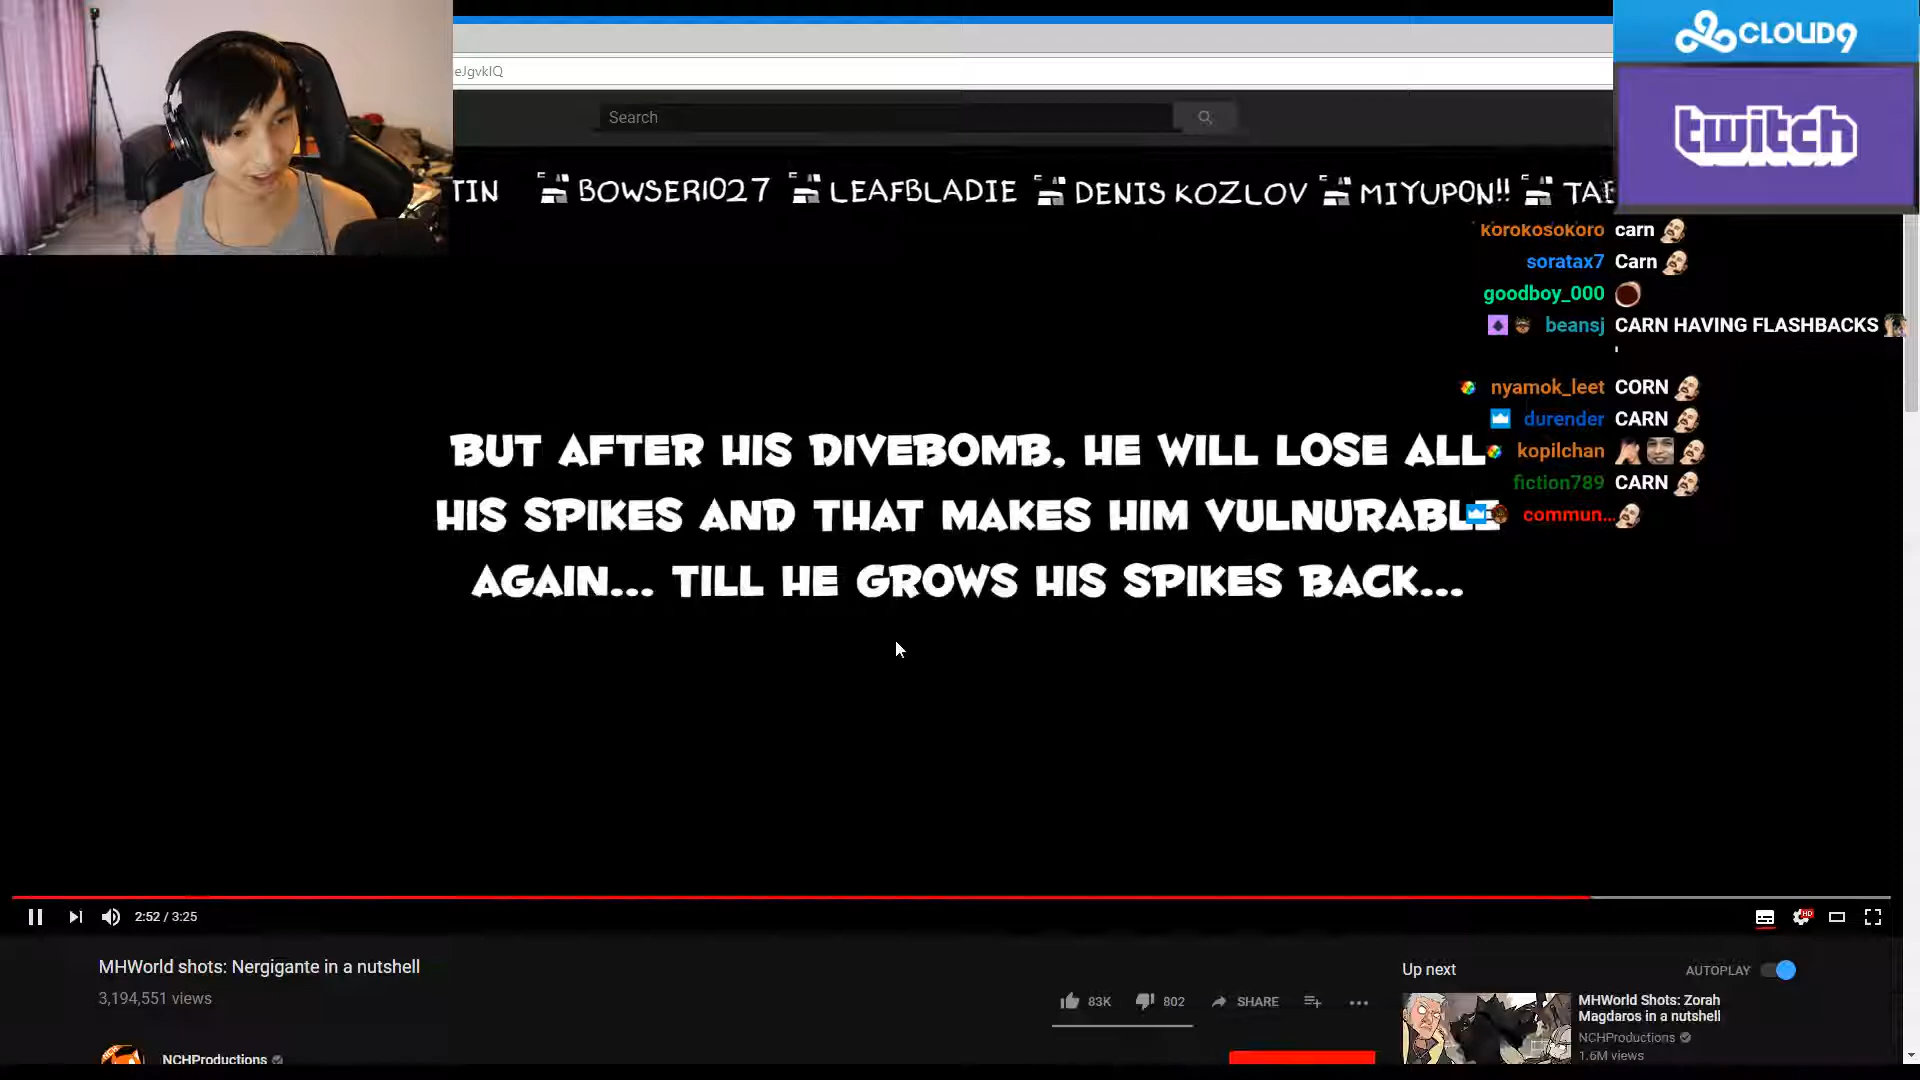 CLOUD9
eJgvkIQ
Search
twitch
TIN BOWSER1027 LEAFBLADIE DENIS KOZLOV MIYUPON!! TAE
korokosokoro carn
soratax7 Carn
goodboy_000
beansj CARN HAVING FLASHBACKS
nyamok_leet CORN
durender CARN
kopilchan
fiction789 CARN
commun...
BUT AFTER HIS DIVEBOMB, HE WILL LOSE ALL
HIS SPIKES AND THAT MAKES HIM VULNURABLE
AGAIN... TILL HE GROWS HIS SPIKES BACK...
2:52 / 3:25
HD
MHWorld shots: Nergigante in a nutshell
3,194,551 views
83K 802 SHARE
NCHProductions
Up next AUTOPLAY
MHWorld Shots: Zorah
Magdaros in a nutshell
NCHProductions
1.6M views